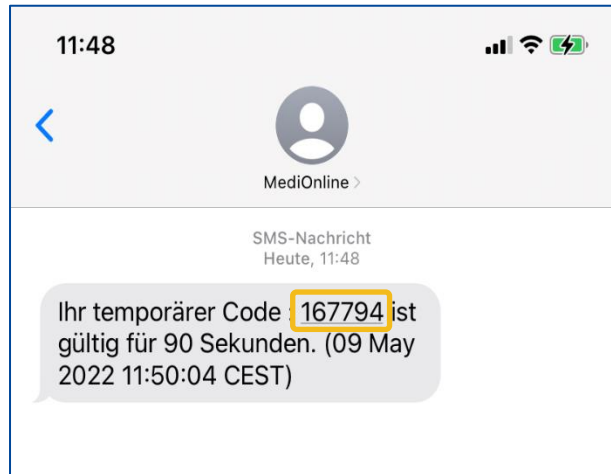 11:48
MediOnline
SMS-Nachricht
Heute, 11:48
Ihr temporärer Code : 167794 ist
gültig für 90 Sekunden. (09 May
2022 11:50:04 CEST)